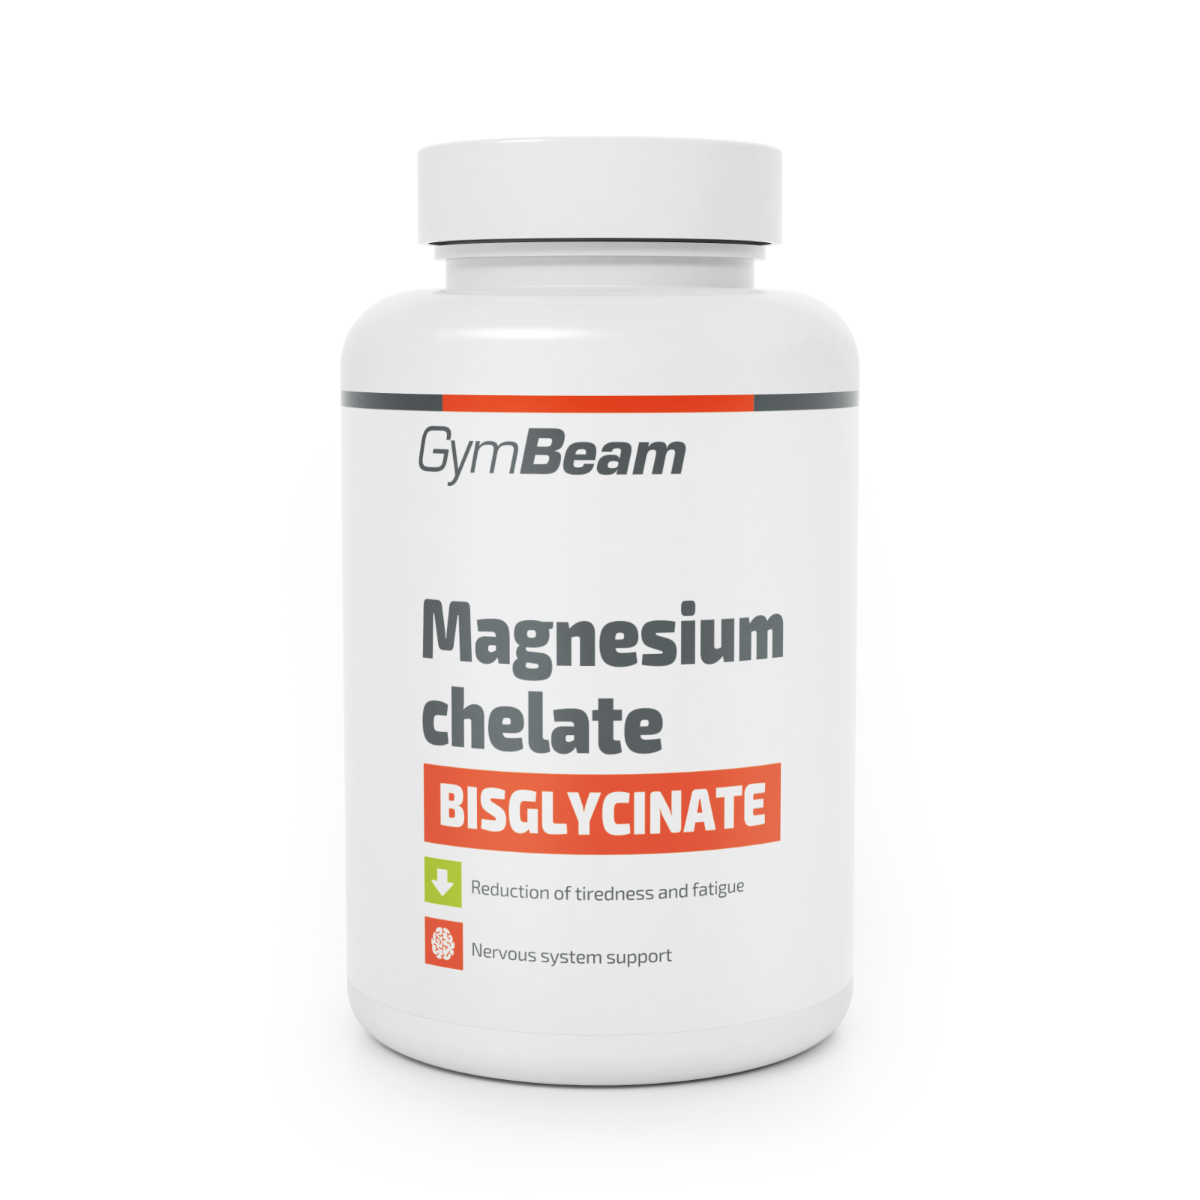 GymBeam
Magnesium
chelate
BISGLYCINATE
Reduction of tiredness and fatigue
Nervous system support